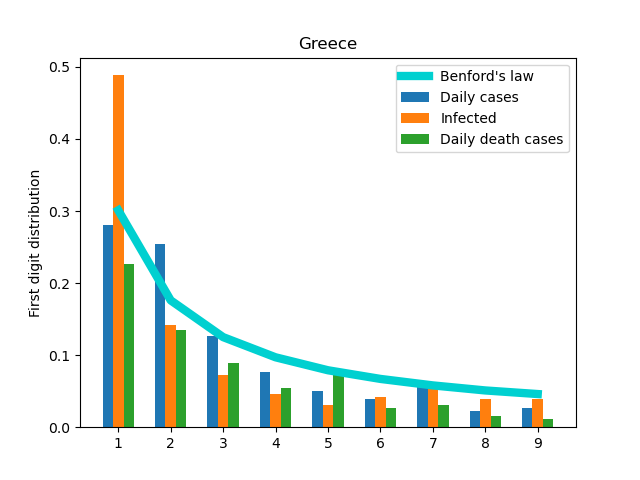 Greece
Benford's law
Daily cases
Infected
Daily death cases
First digit distribution
0.5
0.4
0.3
0.2
0.1
0.0
1 2 3 4 5 6 7 8 9